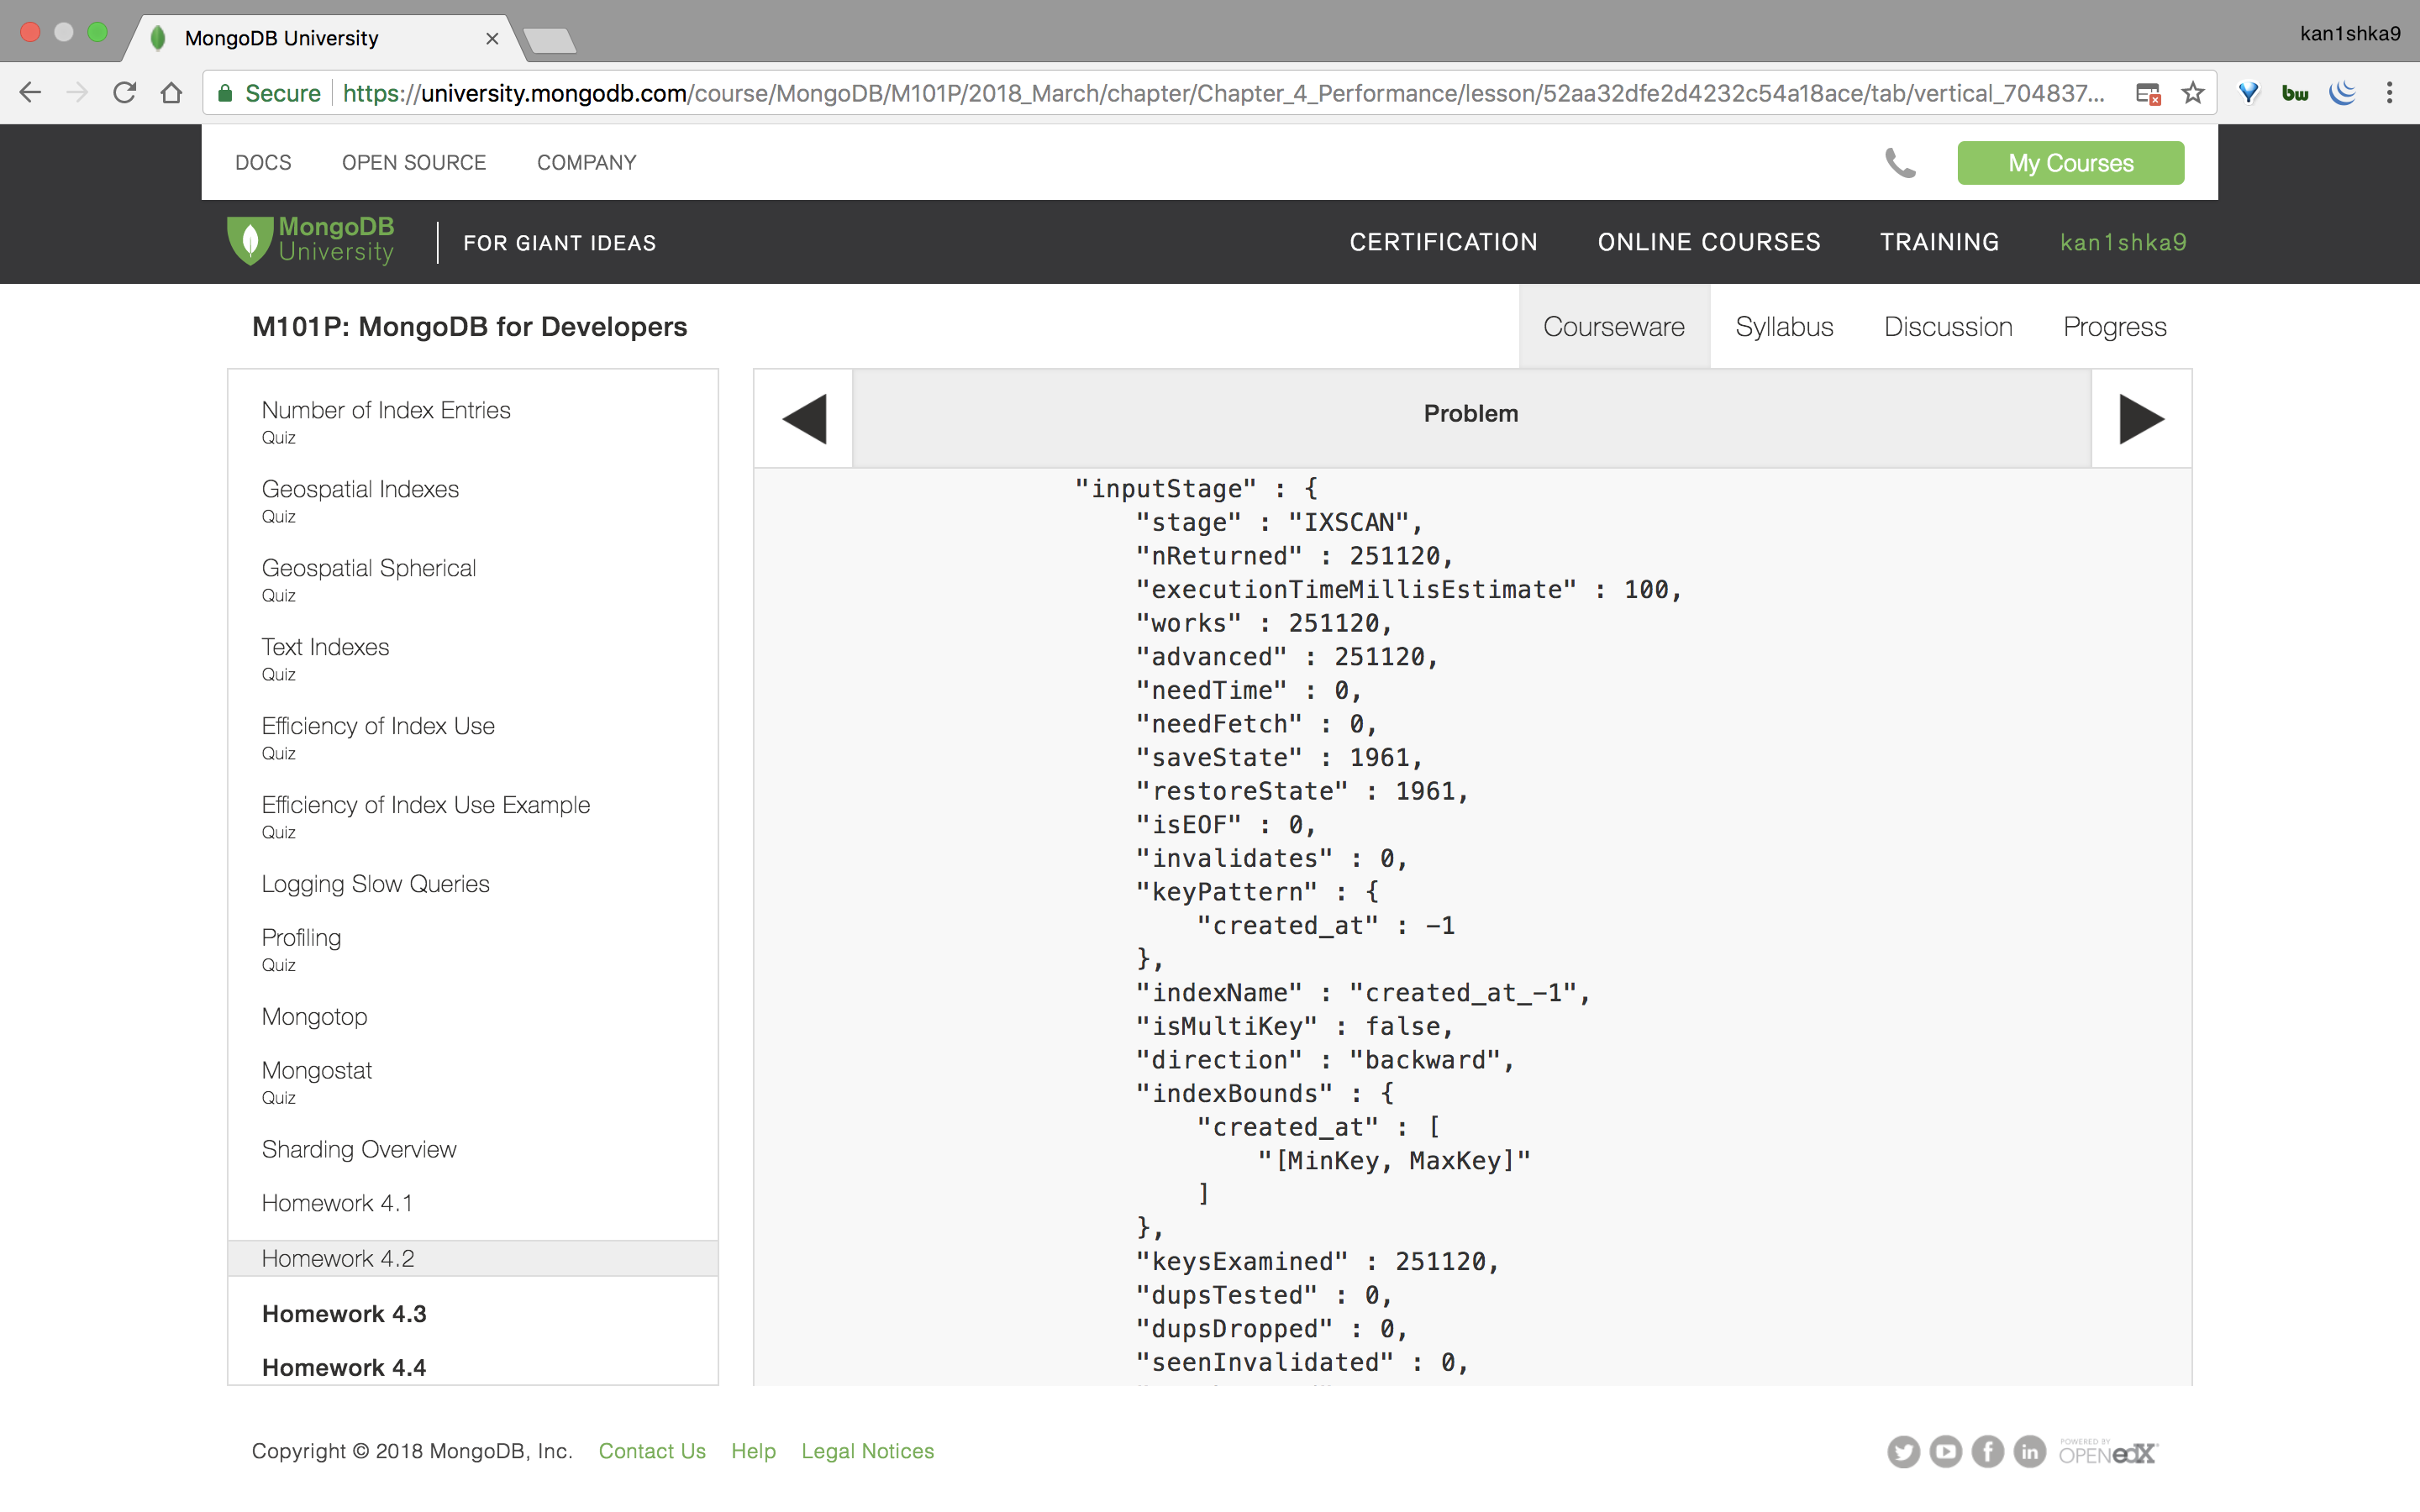 MongoDB University
kan1shka9
Secure
https://university.mongodb.com/course/MongoDB/M101P/2018_March/chapter/Chapter_4_Performance/lesson/52aa32dfe2d4232c54a18ace/tab/vertical_704837...
bw
DOCS
OPEN SOURCE
COMPANY
My Courses
MongoDB
University
FOR GIANT IDEAS
CERTIFICATION
ONLINE COURSES
TRAINING
kan1shka9
M101P: MongoDB for Developers
Courseware
Syllabus
Discussion
Progress
Number of Index Entries
Quiz
Geospatial Indexes
Quiz
Geospatial Spherical
Quiz
Text Indexes
Quiz
Efficiency of Index Use
Quiz
Efficiency of Index Use Example
Quiz
Logging Slow Queries
Profiling
Quiz
Mongotop
Mongostat
Quiz
Sharding Overview
Homework 4.1
Homework 4.2
Homework 4.3
Homework 4.4
Problem
"inputStage" : {
"stage" : "IXSCAN",
"nReturned" : 251120,
"executionTimeMillisEstimate" : 100,
"works" : 251120,
"advanced" : 251120,
"needTime" : 0,
"needFetch" : 0,
"saveState" : 1961,
"restoreState" : 1961,
"isEOF" : 0,
"invalidates" : 0,
"keyPattern" : {
"created_at" : -1
},
"indexName" : "created_at_-1",
"isMultiKey" : false,
"direction" : "backward",
"indexBounds" : {
"created_at" : [
"[MinKey, MaxKey]"
]
},
"keysExamined" : 251120,
"dupsTested" : 0,
"dupsDropped" : 0,
"seenInvalidated" : 0,
Copyright © 2018 MongoDB, Inc.
Contact Us
Help
Legal Notices
POWERED BY
OPEN edX